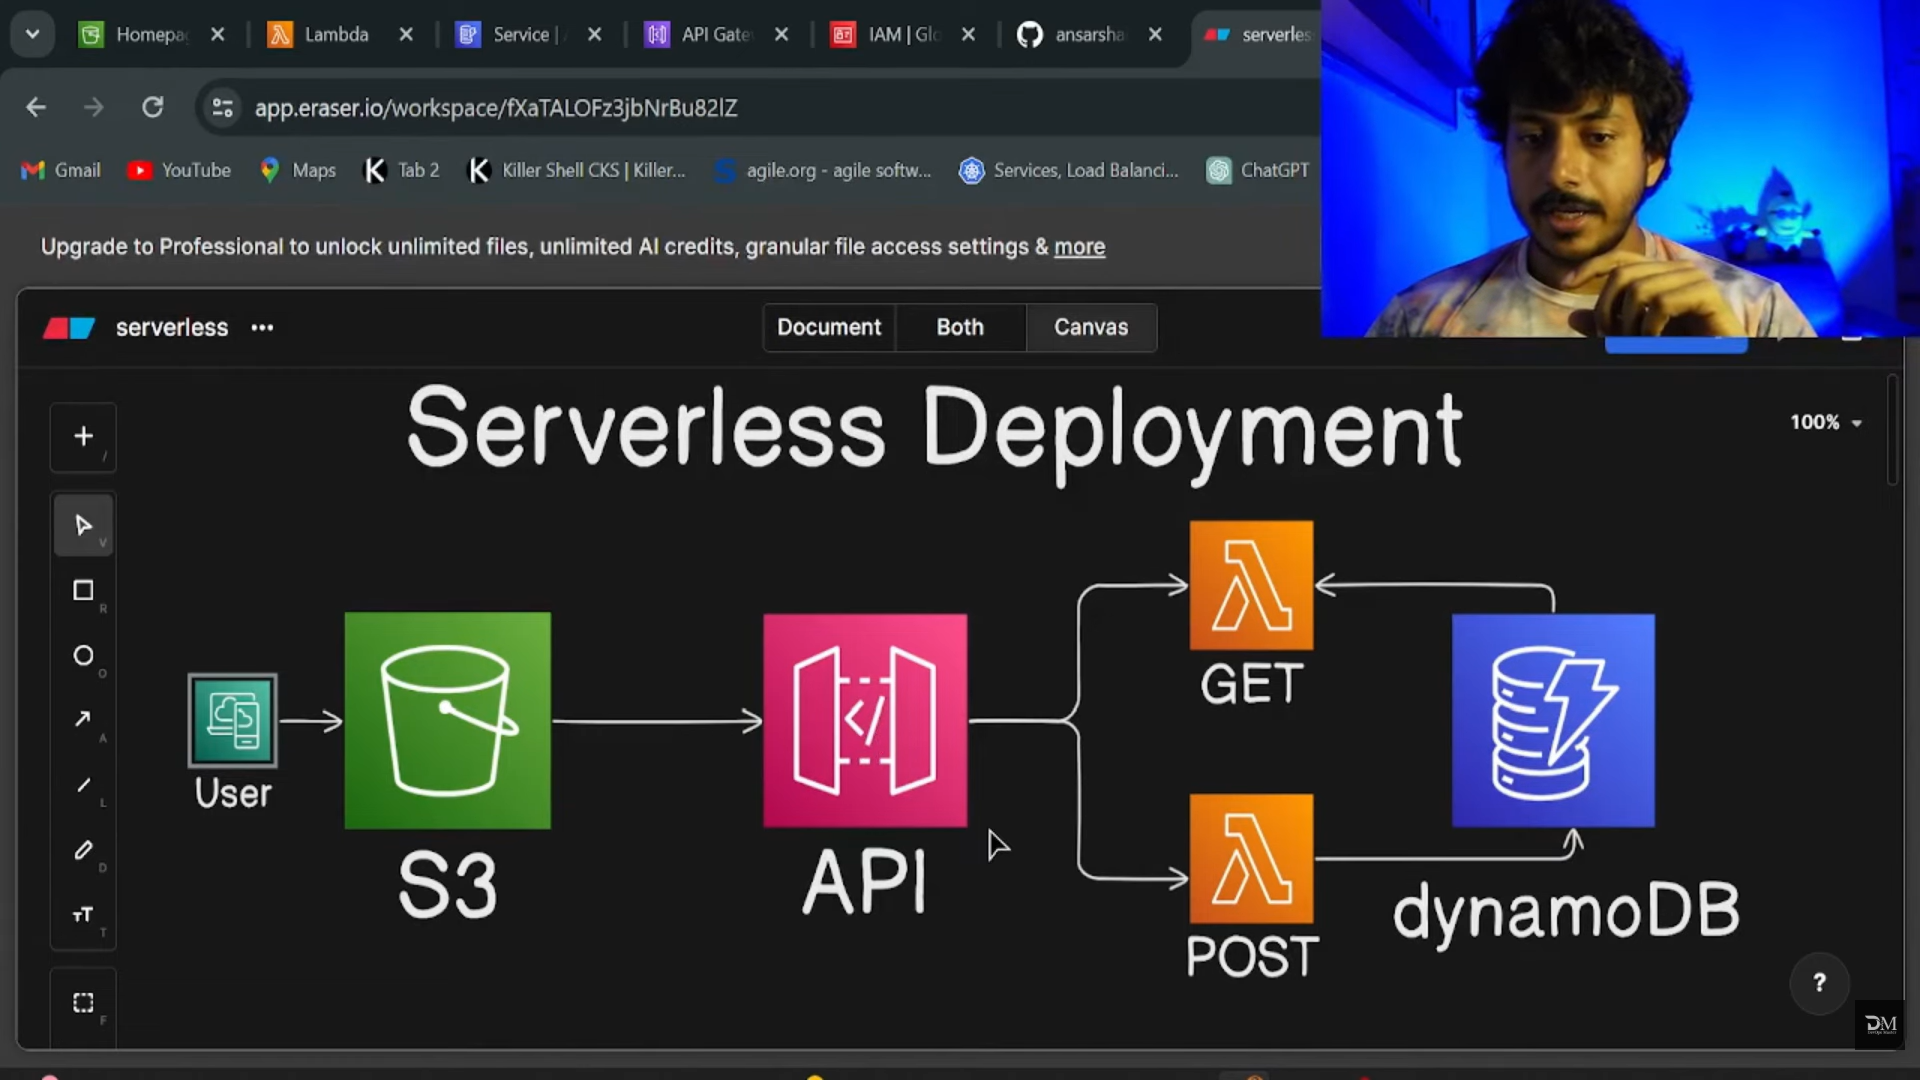 Homepa
Lambda
Service |
API Gate
IAM | Glo
ansarsha
serverles
app.eraser.io/workspace/fXaTALOFz3jbNrBu82lZ
Gmail
YouTube
Maps
Tab 2
Killer Shell CKS | Killer...
agile.org - agile softw...
Services, Load Balanci...
ChatGPT
Upgrade to Professional to unlock unlimited files, unlimited AI credits, granular file access settings & more
serverless
Document
Both
Canvas
Serverless Deployment
100%
+
/
V
R
O
A
L
D
TT
T
F
User
S3
API
GET
POST
dynamoDB
?
DM